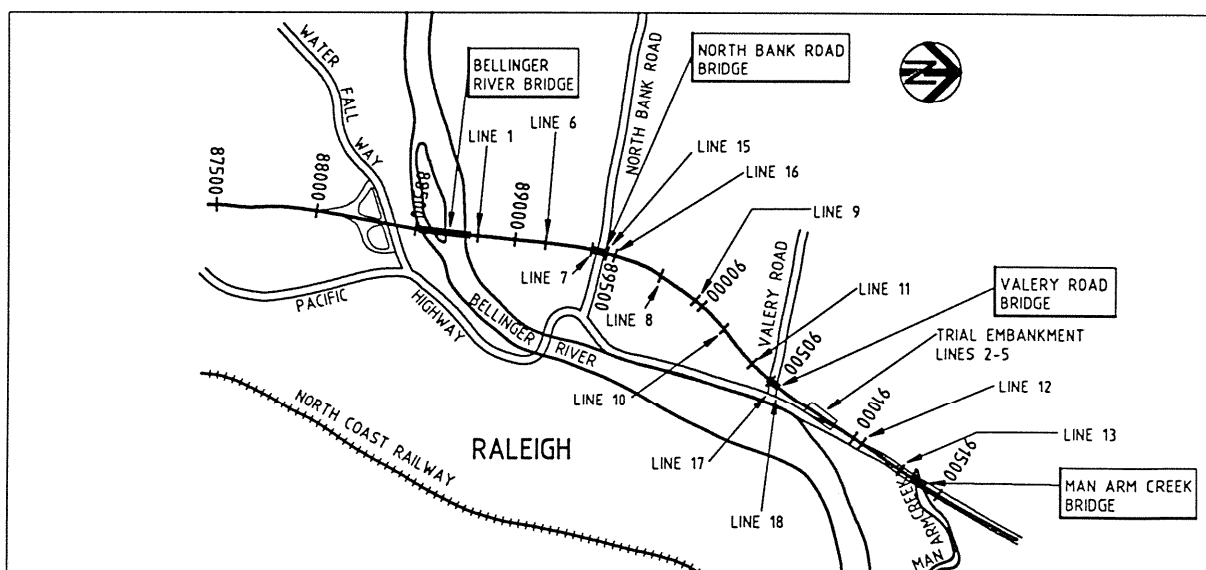 WATER
FALL
WAY
BELLINGER
RIVER BRIDGE
NORTH BANK ROAD
NORTH BANK ROAD
BRIDGE
N
LINE 1
LINE 6
LINE 15
LINE 16
87500
88000
88500
89000
LINE 7
89500
LINE 8
LINE 9
90000
VALERY ROAD
LINE 11
VALERY ROAD
BRIDGE
PACIFIC
HIGHWAY
BELLINGER
RIVER
LINE 10
90500
TRIAL EMBANKMENT
LINES 2-5
91000
LINE 12
NORTH COAST RAILWAY
RALEIGH
LINE 17
LINE 18
LINE 13
91500
MAN ARM CREEK
MAN ARM CREEK
BRIDGE